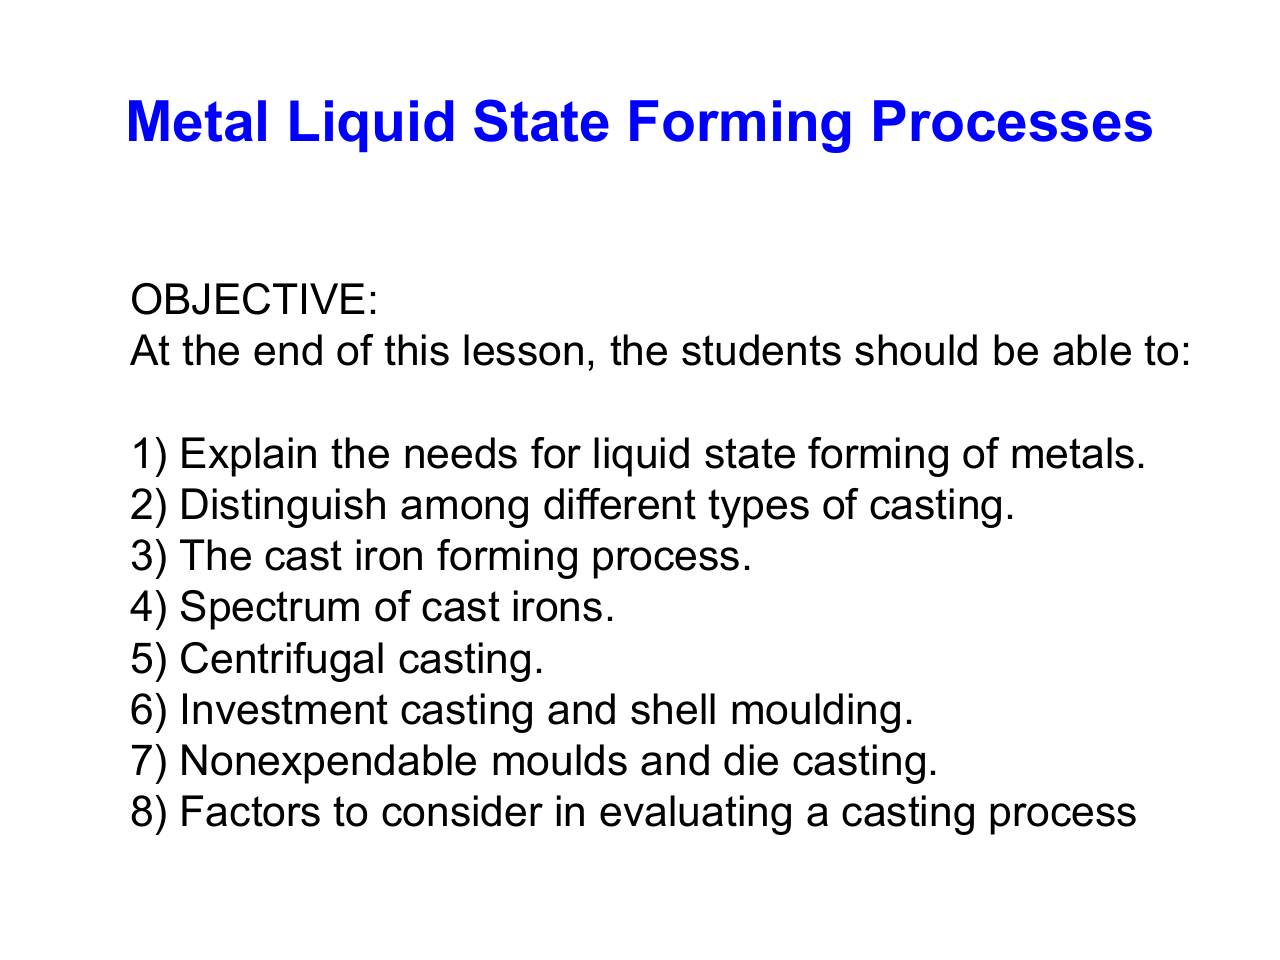 Metal Liquid State Forming Processes
OBJECTIVE:
At the end of this lesson, the students should be able to:
1) Explain the needs for liquid state forming of metals.
2) Distinguish among different types of casting.
3) The cast iron forming process.
4) Spectrum of cast irons.
5) Centrifugal casting.
6) Investment casting and shell moulding.
7) Nonexpendable moulds and die casting.
8) Factors to consider in evaluating a casting process